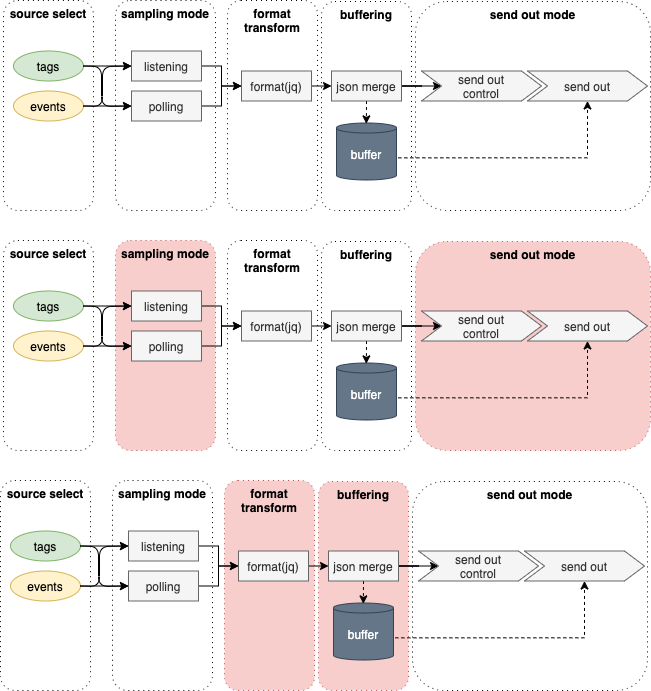 source select
sampling mode
format
transform
buffering
send out mode
tags
listening
events
polling
format(jq)
json merge
send out
control
send out
buffer
source select
sampling mode
format
transform
buffering
send out mode
tags
listening
events
polling
format(jq)
json merge
send out
control
send out
buffer
source select
sampling mode
format
transform
buffering
send out mode
tags
listening
events
polling
format(jq)
json merge
send out
control
send out
buffer